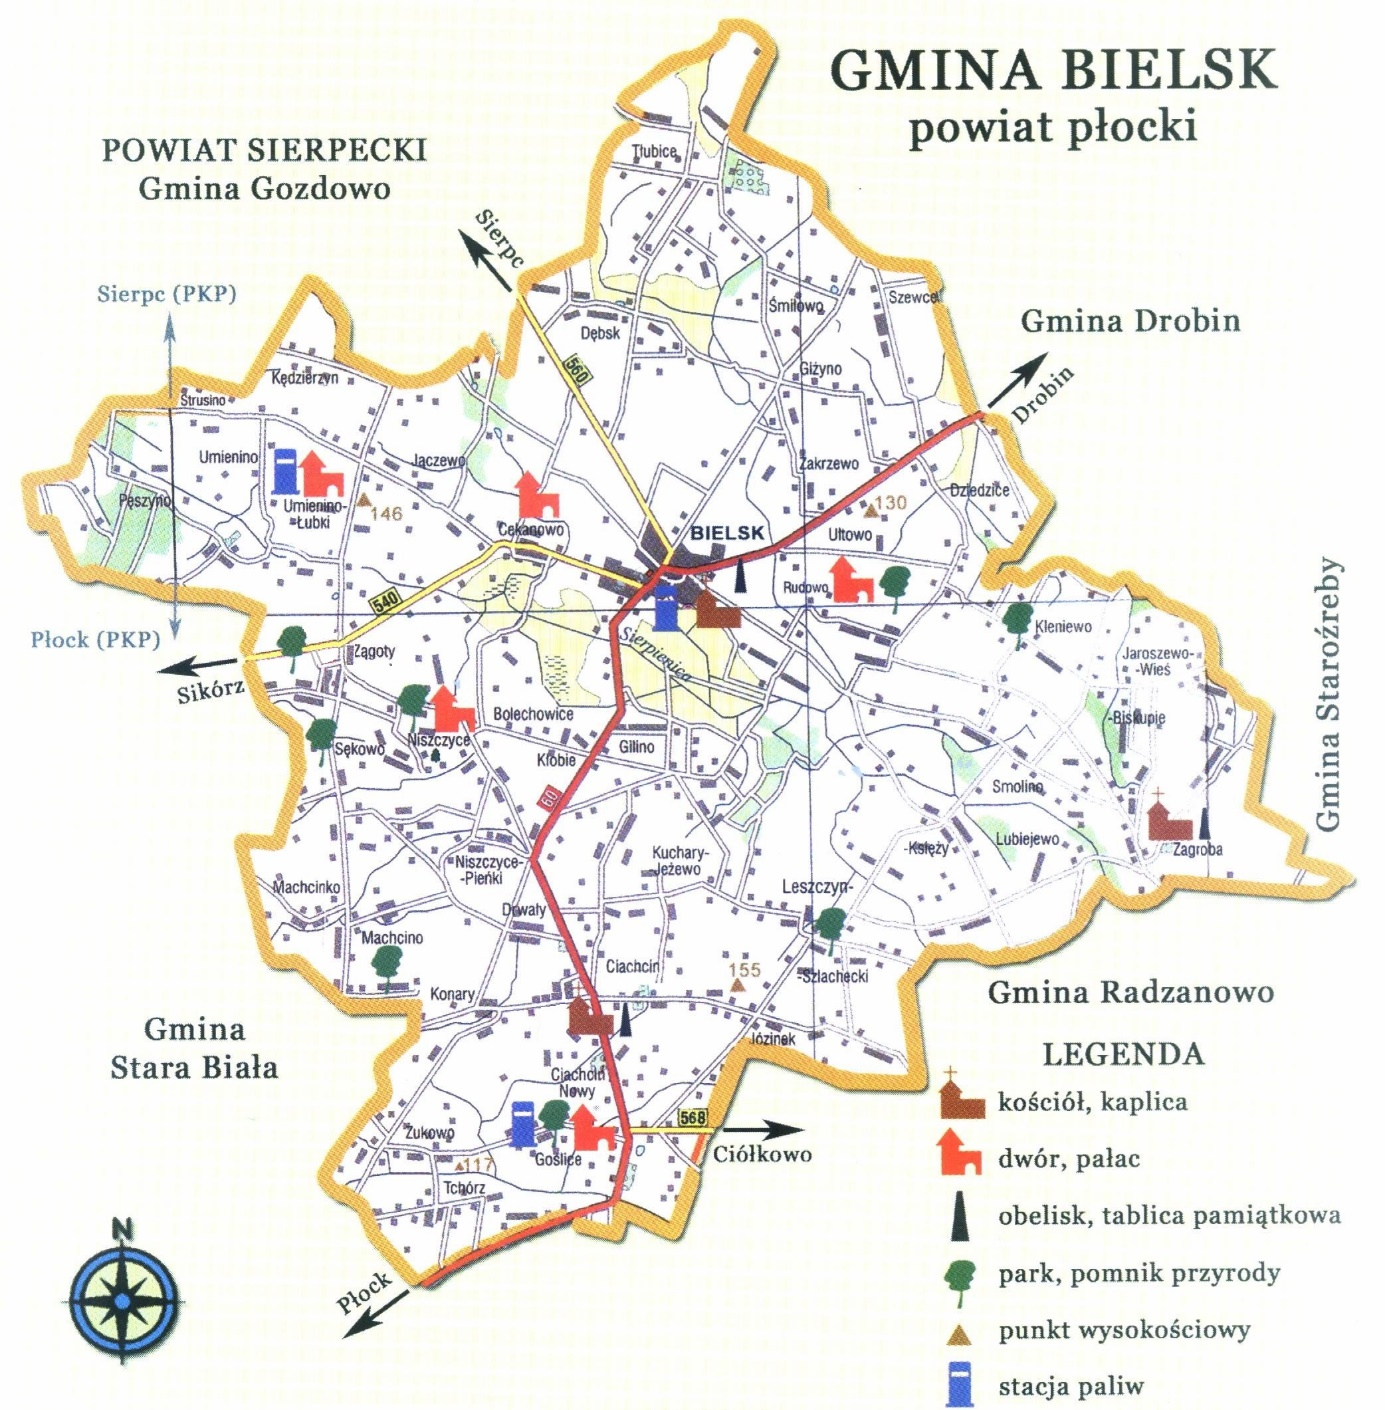 GMINA BIELSK
powiat płocki
POWIAT SIERPECKI
Gmina Gozdowo
Tłubice
Sierpc
Sierpc (PKP)
Śmiłowo
Szewce
Gmina Drobin
Dębsk
560
Giżyno
Drobin
Kędzierzyn
Strusino
Umienino
Jączewo
Zakrzewo
Pęszyno
Umienino-
-Łubki
146
130
Dziedzice
Cekanowo
BIELSK
Ułtowo
Rudowo
540
Kleniewo
Płock (PKP)
Sierpienica
Zągoty
Jaroszewo-
-Wieś
Gmina Staroźreby
Sikórz
Bolechowice
-Biskupie
Niszczyce
Sękowo
Gilino
Kłobie
Smolino
60
Lubiejewo
-Księży
Zagroba
Niszczyce-
-Pieńki
Kuchary-
-Jeżewo
Machcinko
Leszczyn-
Drwały
Machcino
Ciachcin
155
-Szlachecki
Konary
Gmina Radzanowo
Gmina
Stara Biała
Józinek
LEGENDA
Ciachcin
Nowy
kościół, kaplica
568
Żukowo
Ciółkowo
dwór, pałac
Goślice
117
Tchórz
obelisk, tablica pamiątkowa
N
park, pomnik przyrody
Płock
punkt wysokościowy
stacja paliw